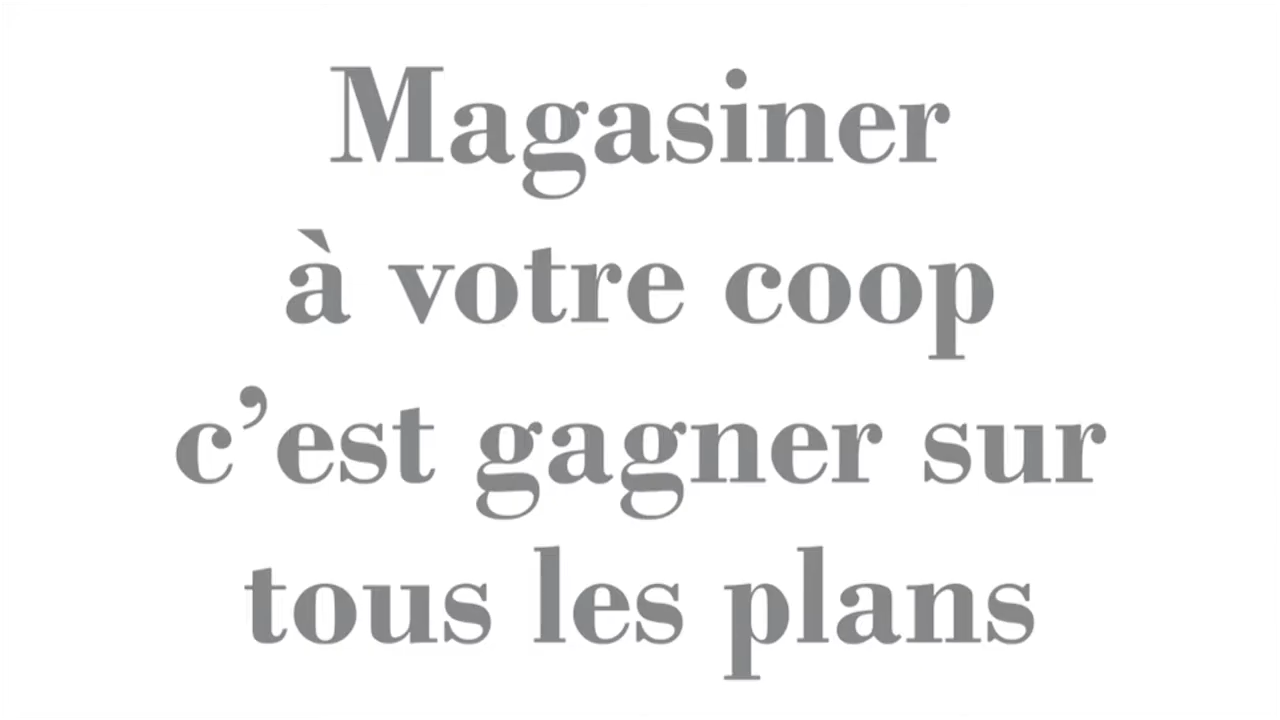 Magasiner
à votre coop
c’est gagner sur
tous les plans